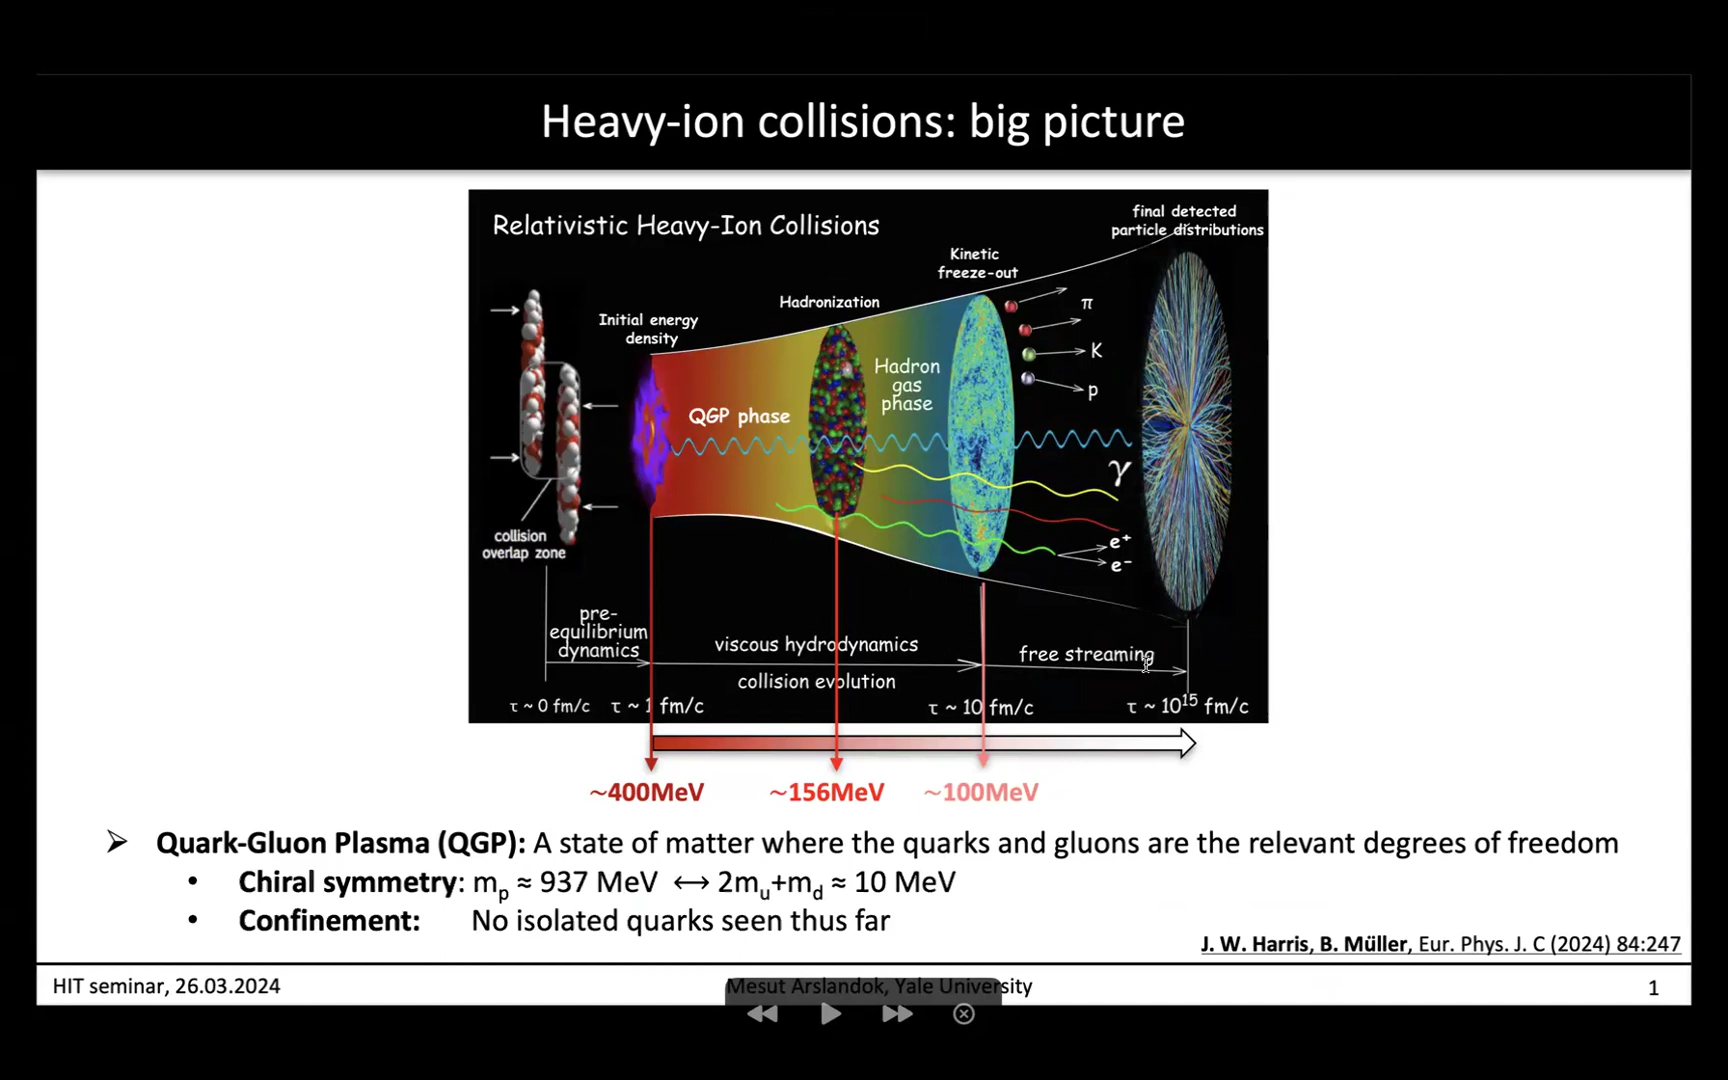 Heavy-ion collisions: big picture
Relativistic Heavy-Ion Collisions
final detected
particle distributions
Kinetic
freeze-out
Hadronization
Initial energy
density
π
K
p
Hadron
gas
phase
QGP phase
γ
e⁺
e⁻
collision
overlap zone
pre-
equilibrium
dynamics
viscous hydrodynamics
collision evolution
free streaming
τ ~ 0 fm/c
τ ~ 1 fm/c
τ ~ 10 fm/c
τ ~ 10¹⁵ fm/c
~400MeV
~156MeV
~100MeV
➢ Quark-Gluon Plasma (QGP): A state of matter where the quarks and gluons are the relevant degrees of freedom
• Chiral symmetry: mₚ ≈ 937 MeV ↔ 2mᵤ+m_d ≈ 10 MeV
• Confinement: No isolated quarks seen thus far
J. W. Harris, B. Müller, Eur. Phys. J. C (2024) 84:247
HIT seminar, 26.03.2024
Mesut Arslandok, Yale University
1